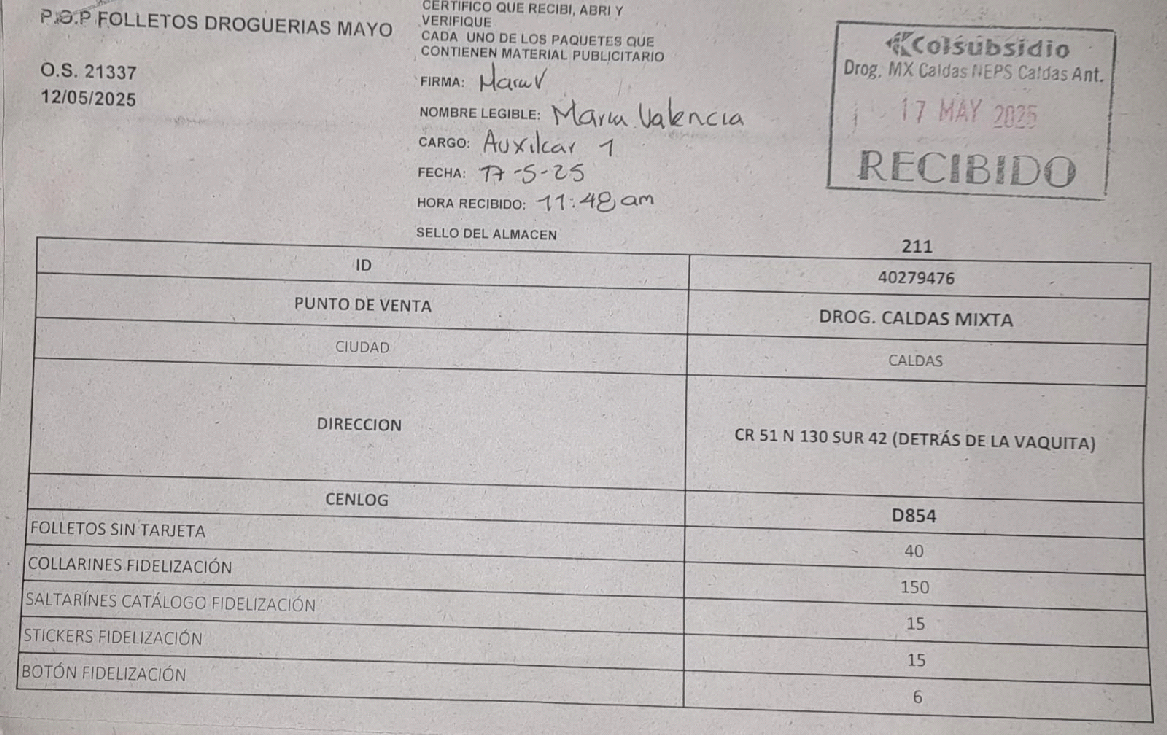 P.O.P FOLLETOS DROGUERIAS MAYO
O.S. 21337
12/05/2025
CERTIFICO QUE RECIBI, ABRI Y
VERIFIQUE
CADA UNO DE LOS PAQUETES QUE
CONTIENEN MATERIAL PUBLICITARIO
FIRMA: Maria V
NOMBRE LEGIBLE: Maria Valencia
CARGO: Auxiliar 1
FECHA: 17-5-25
HORA RECIBIDO: 11:48 am
SELLO DEL ALMACEN
Colsubsidio
Drog. MX Caldas NEPS Caldas Ant.
17 MAY 2025
RECIBIDO
211
ID 40279476
PUNTO DE VENTA DROG. CALDAS MIXTA
CIUDAD CALDAS
DIRECCION CR 51 N 130 SUR 42 (DETRÁS DE LA VAQUITA)
CENLOG D854
FOLLETOS SIN TARJETA 40
COLLARINES FIDELIZACIÓN 150
SALTARÍNES CATÁLOGO FIDELIZACIÓN 15
STICKERS FIDELIZACIÓN 15
BOTÓN FIDELIZACIÓN 6